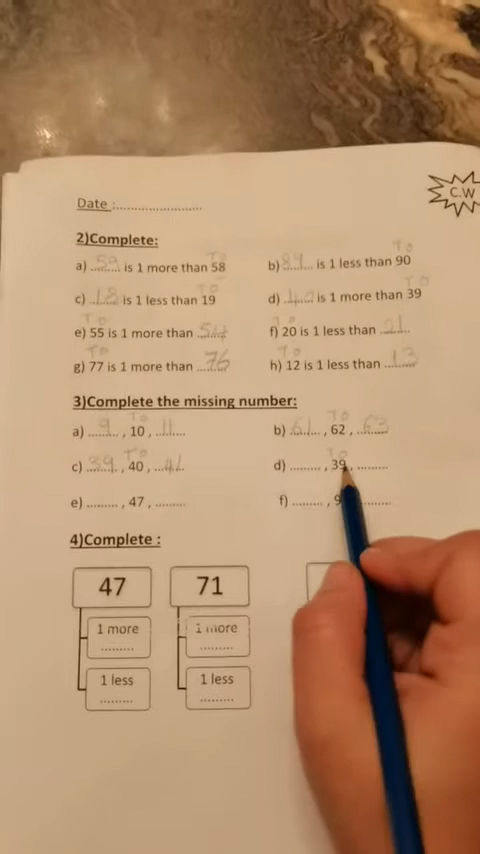 C.W
Date :........................
2)Complete:
T O
a) 59 is 1 more than 58
T O
b) 89 is 1 less than 90
T O
c) 18 is 1 less than 19
T O
d) 40 is 1 more than 39
T O
e) 55 is 1 more than 54
T O
f) 20 is 1 less than 21
T O
g) 77 is 1 more than 76
T O
h) 12 is 1 less than 13
3)Complete the missing number:
T O
a) 9 , 10 , 11
T O
b) 61 , 62 , 63
T O
c) 39 , 40 , 41
T O
d) ......... , 39, .........
e) ......... , 47, .........
f) ......... , 9 .........
4)Complete :
47 71
1 more 1 more
......... .........
1 less 1 less
......... .........